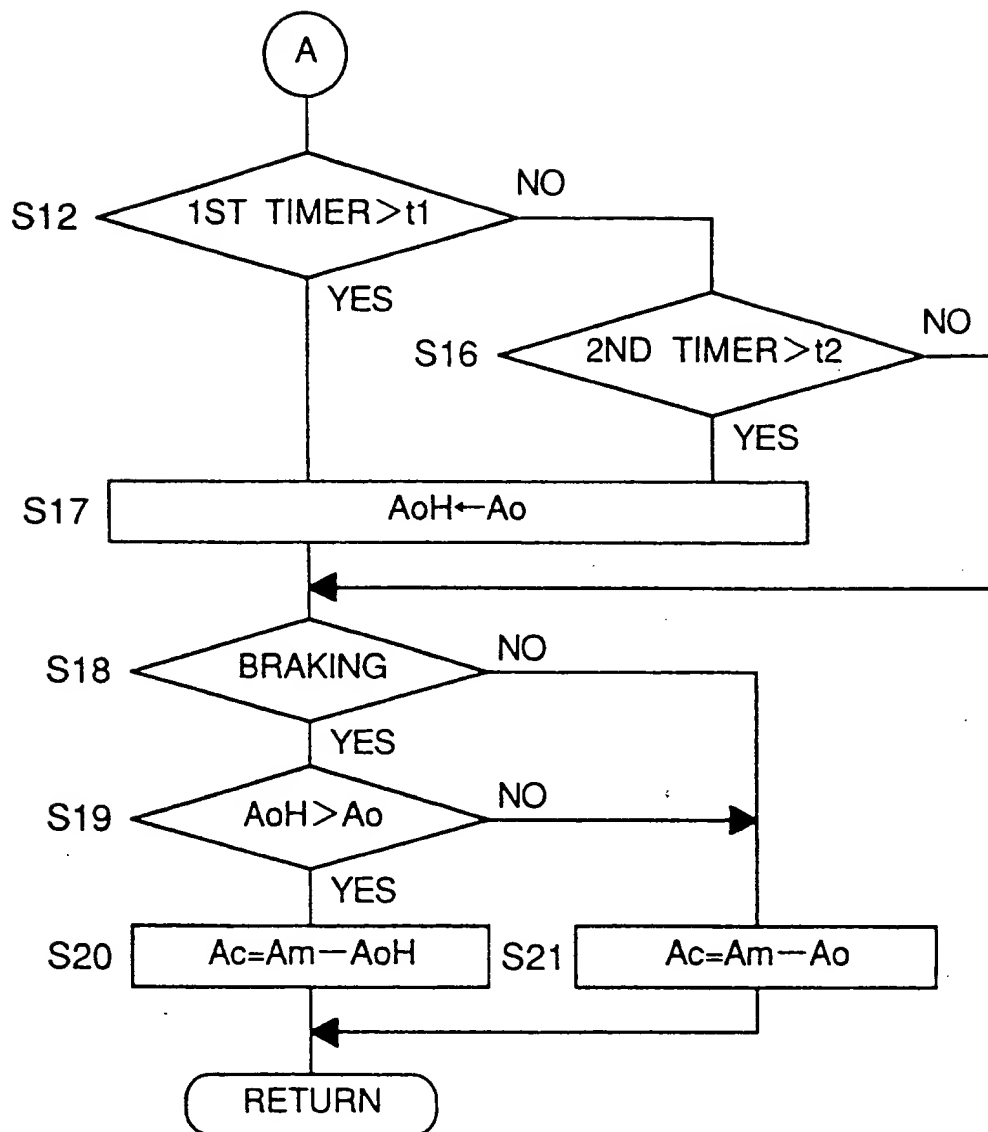 A
S12
1ST TIMER>t1
NO
YES
S16
2ND TIMER>t2
NO
YES
S17
AoH←Ao
S18
BRAKING
NO
YES
S19
AoH>Ao
NO
YES
S20
Ac=Am−AoH
S21
Ac=Am−Ao
RETURN